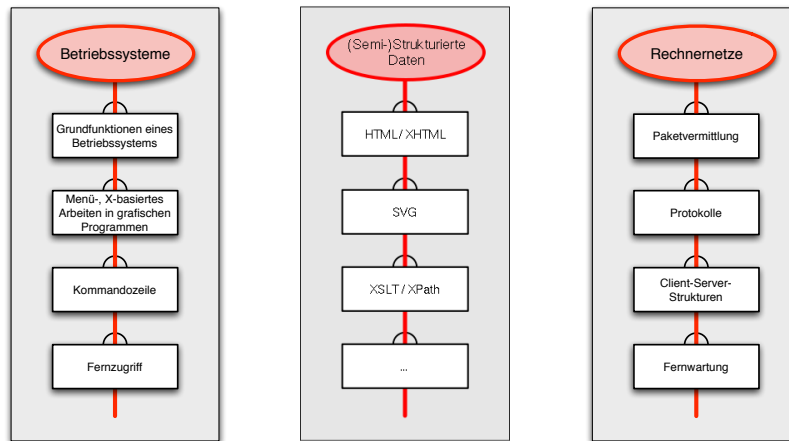 Betriebssysteme
Grundfunktionen eines
Betriebssystems
Menü-, X-basiertes
Arbeiten in grafischen
Programmen
Kommandozeile
Fernzugriff
(Semi-)Strukturierte
Daten
HTML/ XHTML
SVG
XSLT / XPath
...
Rechnernetze
Paketvermittlung
Protokolle
Client-Server-
Strukturen
Fernwartung